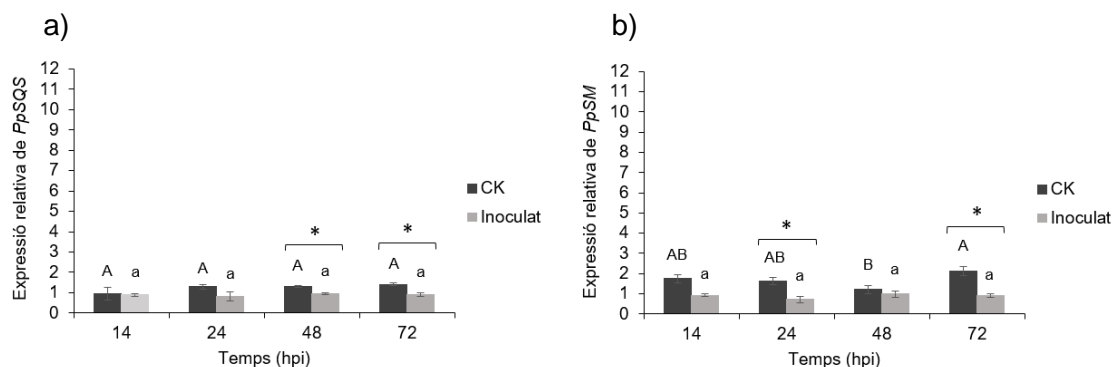 a)
Expressió relativa de PpSQS
12
11
10
9
8
7
6
5
4
3
2
1
0
A a A a A a A a
* *
14 24 48 72
Temps (hpi)
CK
Inoculat
b)
Expressió relativa de PpSM
12
11
10
9
8
7
6
5
4
3
2
1
0
AB a AB a B a A a
* *
14 24 48 72
Temps (hpi)
CK
Inoculat